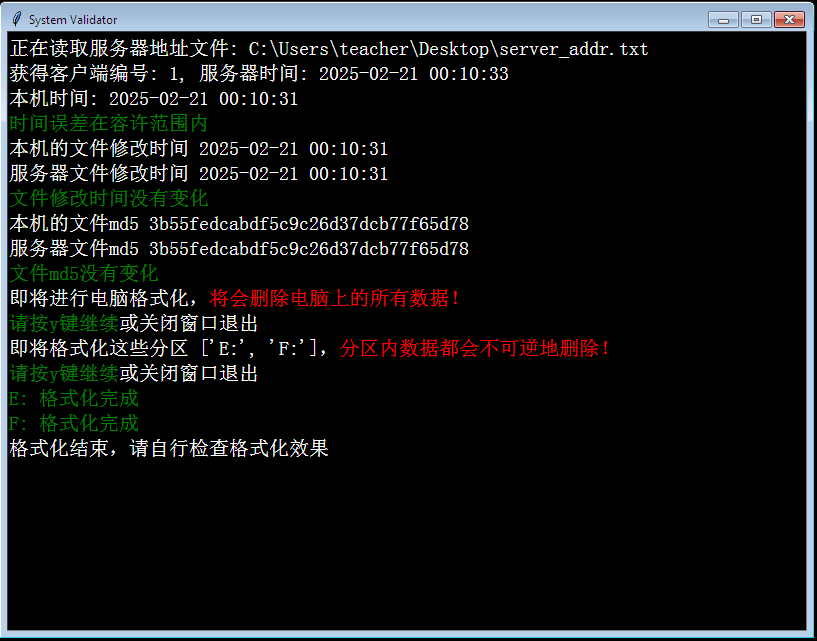 System Validator
正在读取服务器地址文件: C:\Users\teacher\Desktop\server_addr.txt
获得客户端编号: 1, 服务器时间: 2025-02-21 00:10:33
本机时间: 2025-02-21 00:10:31
时间误差在容许范围内
本机的文件修改时间 2025-02-21 00:10:31
服务器文件修改时间 2025-02-21 00:10:31
文件修改时间没有变化
本机的文件md5 3b55fedcabdf5c9c26d37dcb77f65d78
服务器文件md5 3b55fedcabdf5c9c26d37dcb77f65d78
文件md5没有变化
即将进行电脑格式化，将会删除电脑上的所有数据！
请按y键继续或关闭窗口退出
即将格式化这些分区 ['E:', 'F:']，分区内数据都会不可逆地删除！
请按y键继续或关闭窗口退出
E: 格式化完成
F: 格式化完成
格式化结束，请自行检查格式化效果